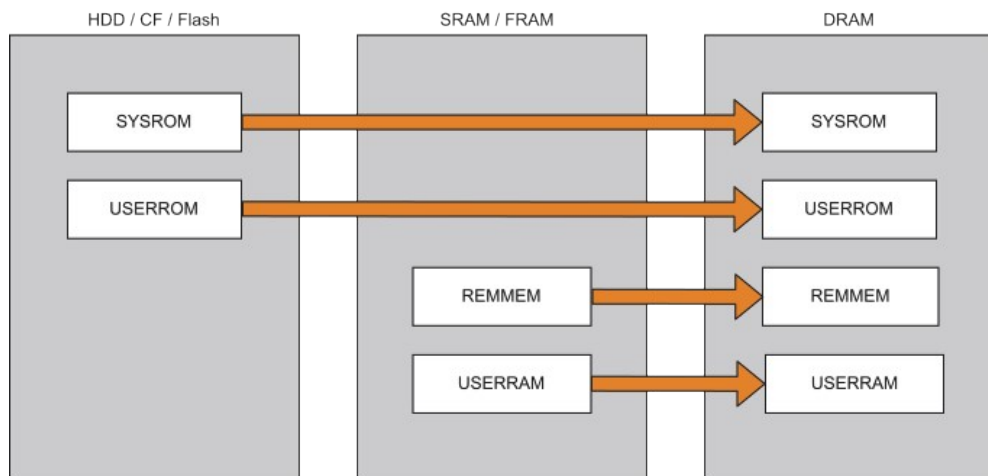 HDD / CF / Flash
SRAM / FRAM
DRAM
SYSROM
SYSROM
USERROM
USERROM
REMMEM
REMMEM
USERRAM
USERRAM